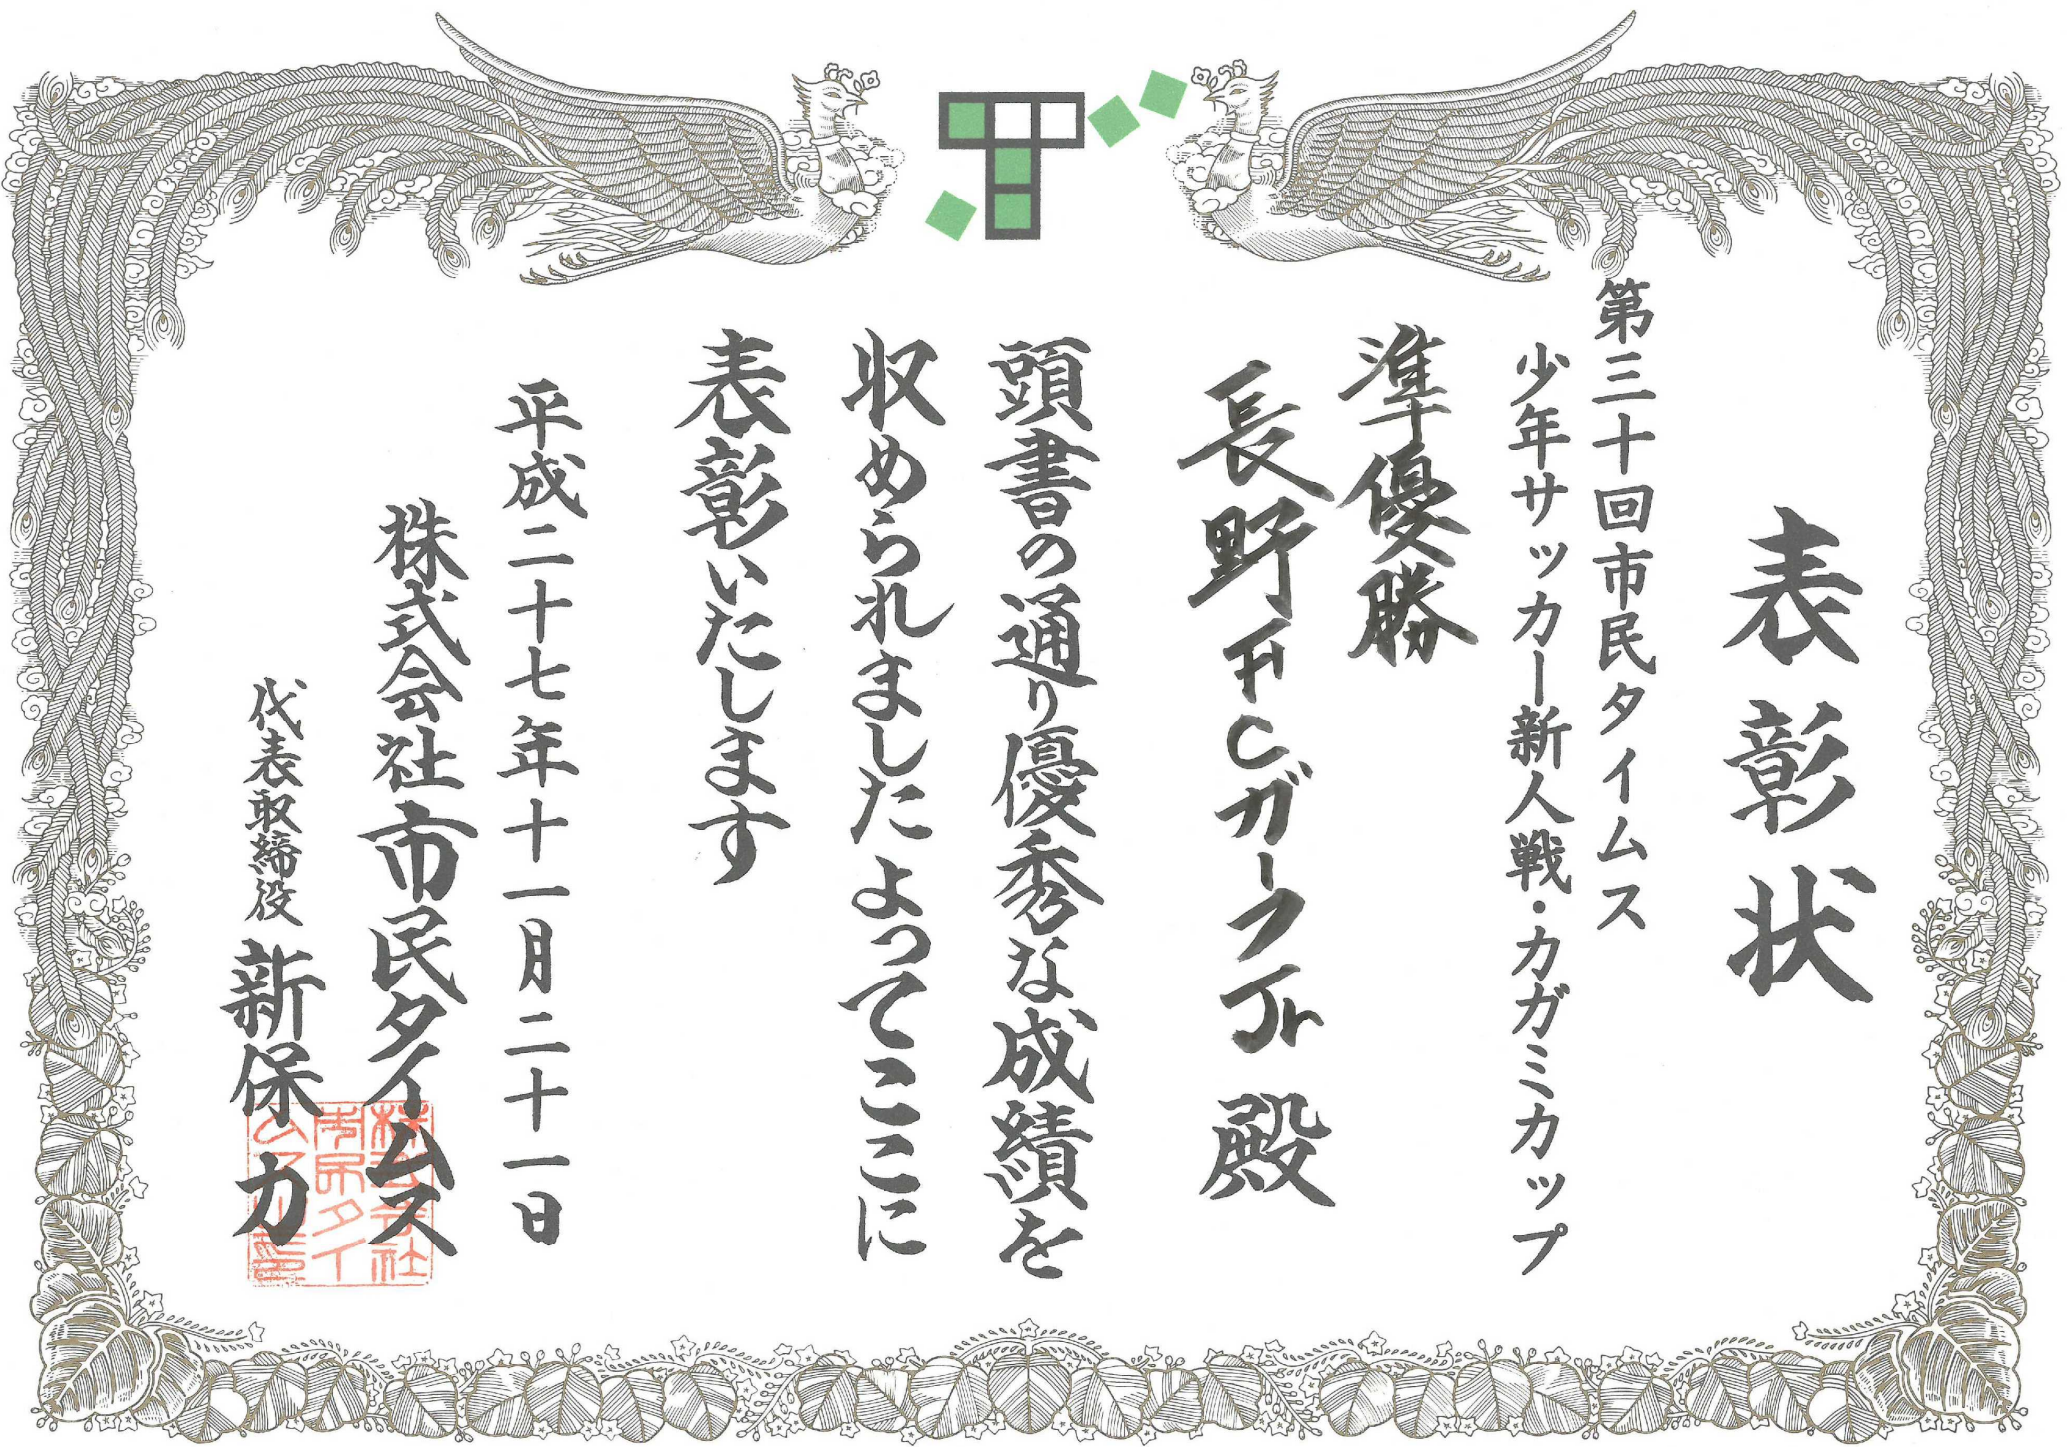 表彰状
第三十回市民タイムス
少年サッカー新人戦・カガミカップ
準優勝
長野FCガーフJr 殿
頭書の通り優秀な成績を
収められましたよってここに
表彰いたします
平成二十七年十一月二十一日
株式会社市民タイムス
代表取締役 新保力